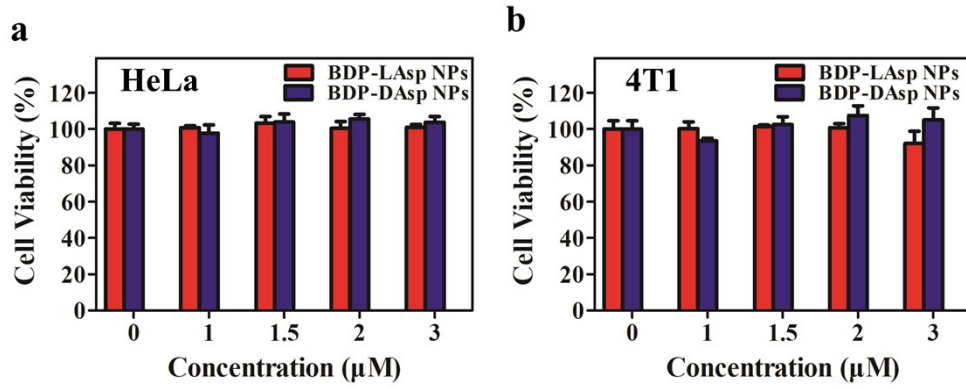 a
HeLa
BDP-LAsp NPs
BDP-DAsp NPs
Cell Viability (%)
120
100
80
60
40
20
0
0 1 1.5 2 3
Concentration (µM)
b
4T1
BDP-LAsp NPs
BDP-DAsp NPs
Cell Viability (%)
120
100
80
60
40
20
0
0 1 1.5 2 3
Concentration (µM)